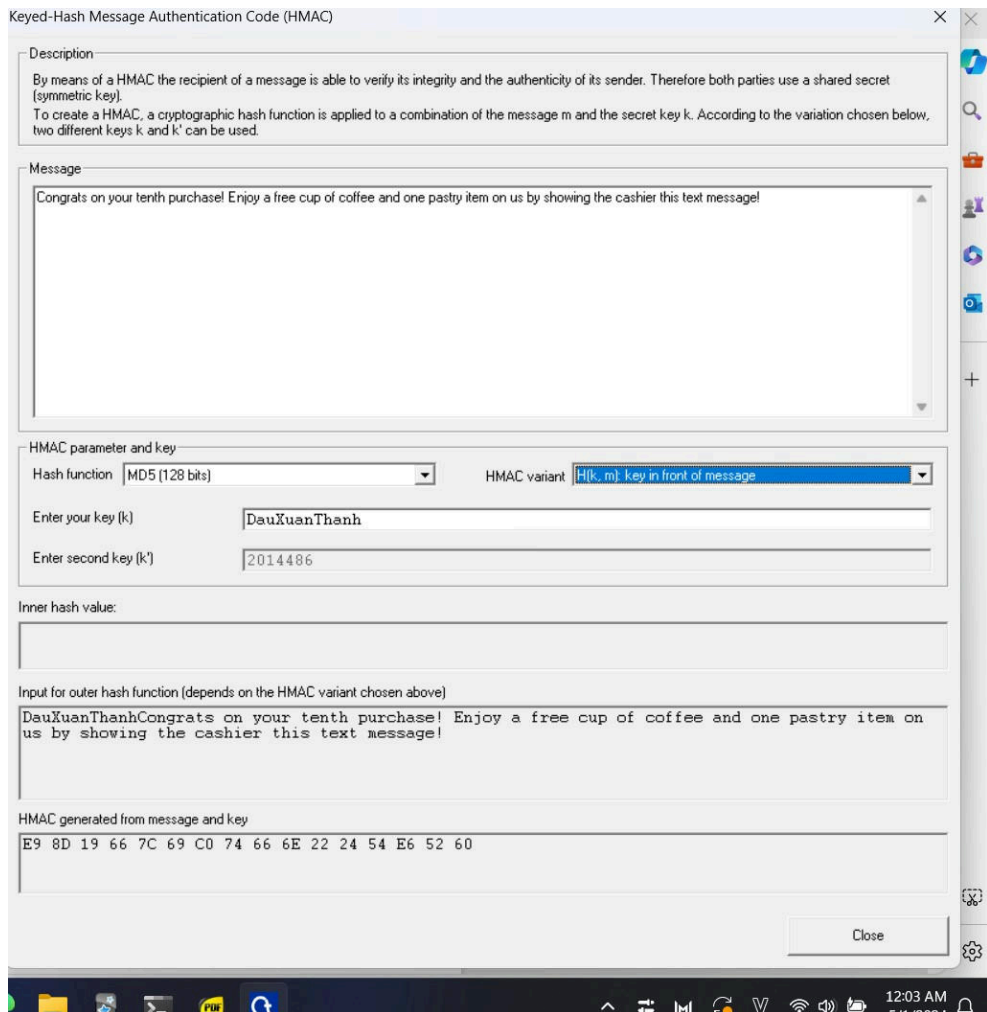 Keyed-Hash Message Authentication Code (HMAC)
Description
By means of a HMAC the recipient of a message is able to verify its integrity and the authenticity of its sender. Therefore both parties use a shared secret
(symmetric key).
To create a HMAC, a cryptographic hash function is applied to a combination of the message m and the secret key k. According to the variation chosen below,
two different keys k and k' can be used.
Message
Congrats on your tenth purchase! Enjoy a free cup of coffee and one pastry item on us by showing the cashier this text message!
HMAC parameter and key
Hash function MD5 (128 bits) HMAC variant H(k, m): key in front of message
Enter your key (k) DauXuanThanh
Enter second key (k') 2014486
Inner hash value:
Input for outer hash function (depends on the HMAC variant chosen above)
DauXuanThanhCongrats on your tenth purchase! Enjoy a free cup of coffee and one pastry item on
us by showing the cashier this text message!
HMAC generated from message and key
E9 8D 19 66 7C 69 C0 74 66 6E 22 24 54 E6 52 60
Close
PDF
12:03 AM